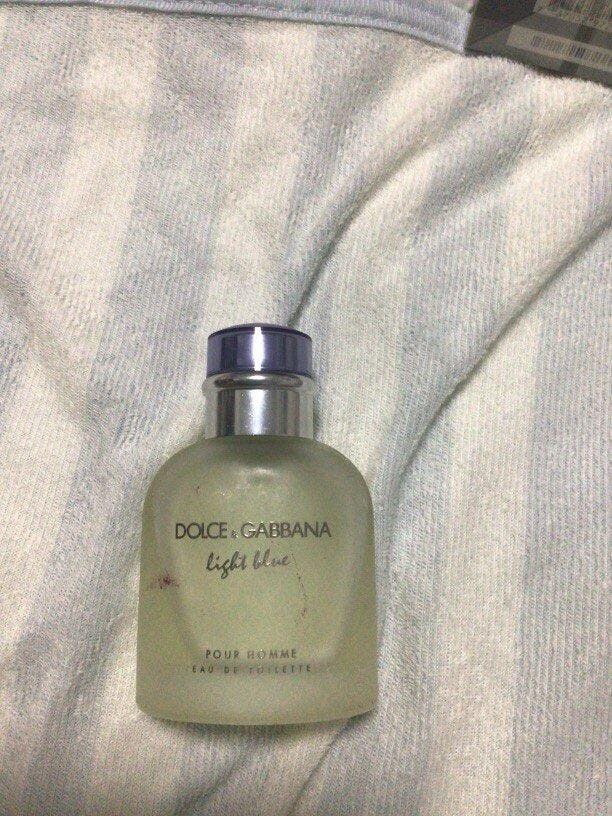 DOLCE & GABBANA
light blue
POUR HOMME
EAU DE TOILETTE